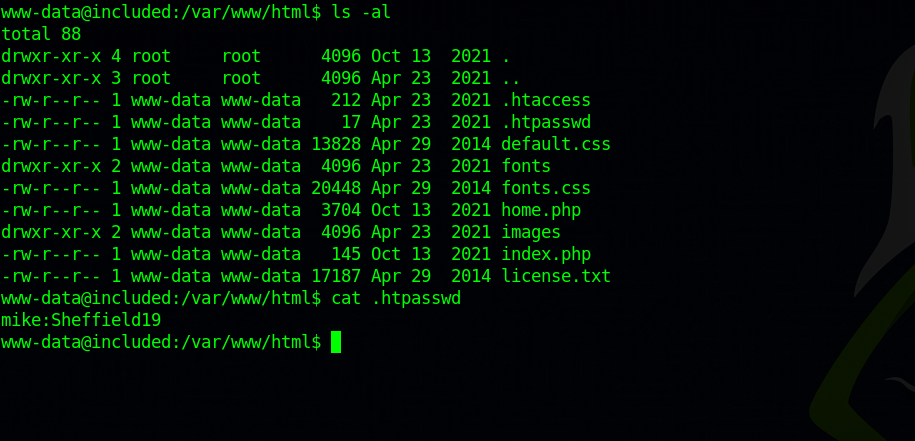 www-data@included:/var/www/html$ ls -al
total 88
drwxr-xr-x 4 root     root      4096 Oct 13  2021 .
drwxr-xr-x 3 root     root      4096 Apr 23  2021 ..
-rw-r--r-- 1 www-data www-data   212 Apr 23  2021 .htaccess
-rw-r--r-- 1 www-data www-data    17 Apr 23  2021 .htpasswd
-rw-r--r-- 1 www-data www-data 13828 Apr 29  2014 default.css
drwxr-xr-x 2 www-data www-data  4096 Apr 23  2021 fonts
-rw-r--r-- 1 www-data www-data 20448 Apr 29  2014 fonts.css
-rw-r--r-- 1 www-data www-data  3704 Oct 13  2021 home.php
drwxr-xr-x 2 www-data www-data  4096 Apr 23  2021 images
-rw-r--r-- 1 www-data www-data   145 Oct 13  2021 index.php
-rw-r--r-- 1 www-data www-data 17187 Apr 29  2014 license.txt
www-data@included:/var/www/html$ cat .htpasswd
mike:Sheffield19
www-data@included:/var/www/html$